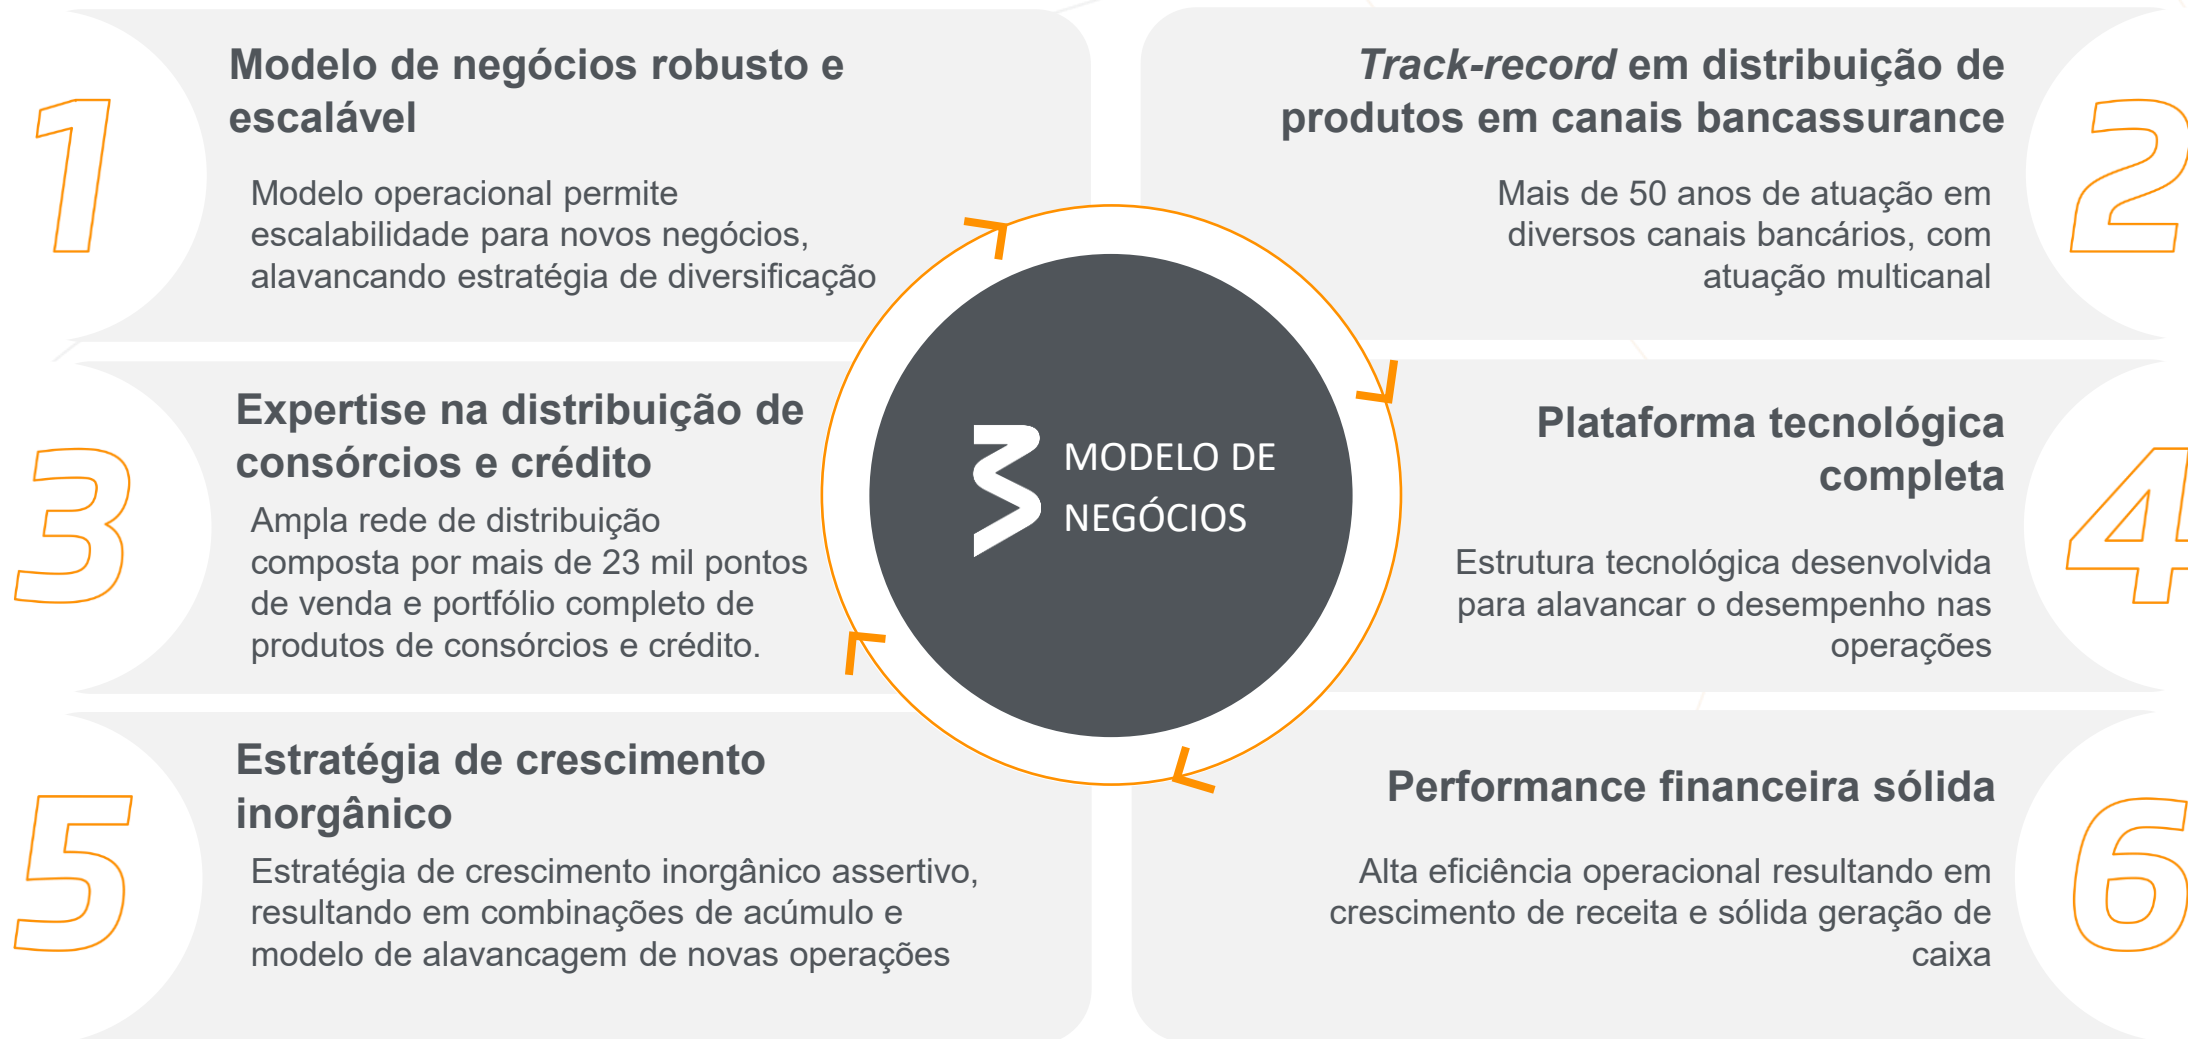 1
Modelo de negócios robusto e
escalável
Modelo operacional permite
escalabilidade para novos negócios,
alavancando estratégia de diversificação
2
Track-record em distribuição de
produtos em canais bancassurance
Mais de 50 anos de atuação em
diversos canais bancários, com
atuação multicanal
3
Expertise na distribuição de
consórcios e crédito
Ampla rede de distribuição
composta por mais de 23 mil pontos
de venda e portfólio completo de
produtos de consórcios e crédito.
MODELO DE
NEGÓCIOS
4
Plataforma tecnológica
completa
Estrutura tecnológica desenvolvida
para alavancar o desempenho nas
operações
5
Estratégia de crescimento
inorgânico
Estratégia de crescimento inorgânico assertivo,
resultando em combinações de acúmulo e
modelo de alavancagem de novas operações
6
Performance financeira sólida
Alta eficiência operacional resultando em
crescimento de receita e sólida geração de
caixa